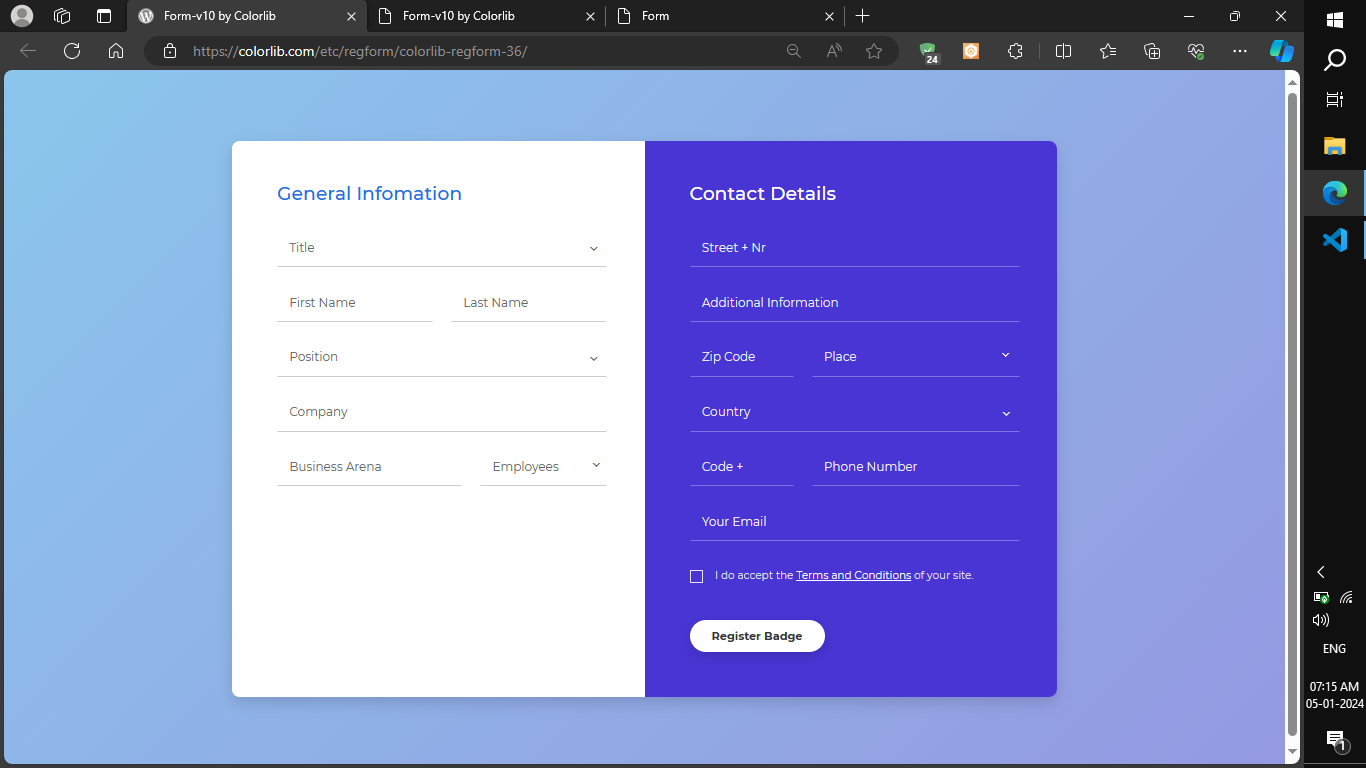 Form-v10 by Colorlib
Form-v10 by Colorlib
Form
https://colorlib.com/etc/regform/colorlib-regform-36/
24
General Infomation
Title
First Name Last Name
Position
Company
Business Arena Employees
Contact Details
Street + Nr
Additional Information
Zip Code Place
Country
Code + Phone Number
Your Email
I do accept the Terms and Conditions of your site.
Register Badge
ENG
07:15 AM
05-01-2024
1